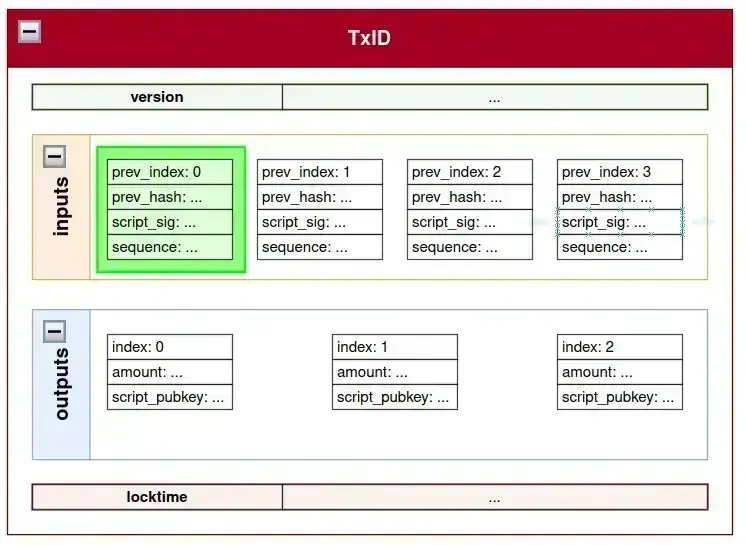 TxID
version ...
inputs
prev_index: 0
prev_hash: ...
script_sig: ...
sequence: ...
prev_index: 1
prev_hash: ...
script_sig: ...
sequence: ...
prev_index: 2
prev_hash: ...
script_sig: ...
sequence: ...
prev_index: 3
prev_hash: ...
script_sig: ...
sequence: ...
outputs
index: 0
amount: ...
script_pubkey: ...
index: 1
amount: ...
script_pubkey: ...
index: 2
amount: ...
script_pubkey: ...
locktime ...